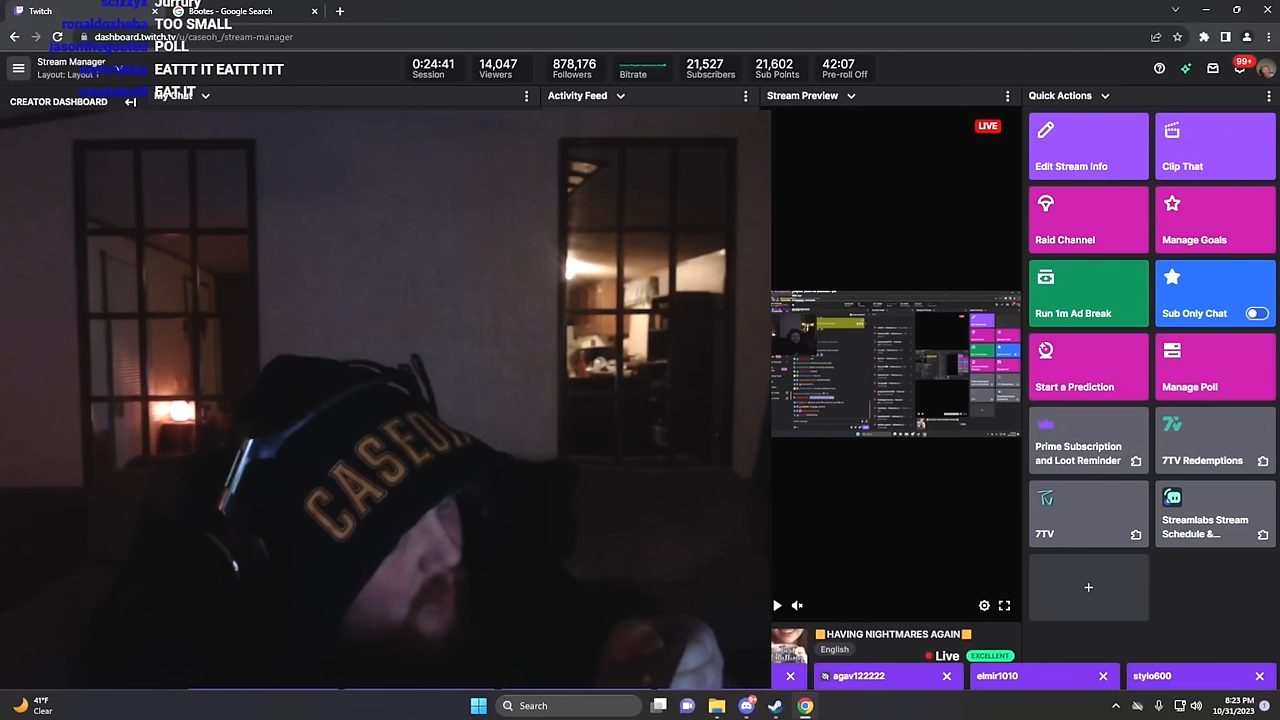 Twitch
Bootes - Google Search
scizxyx
Jurrury
ronaldoxheba
TOO SMALL
dashboard.twitch.tv/u/caseoh_/stream-manager
POLL
Stream Manager
Layout: Layout 1
EATTT IT EATTT ITT
EAT IT
0:24:41
Session
14,047
Viewers
578,176
Followers
Bitrate
21,527
Subscribers
21,602
Sub Points
42:07
Pre-roll Off
99+
CREATOR DASHBOARD
My Chat
Activity Feed
Stream Preview
Quick Actions
LIVE
Edit Stream Info
Clip That
Raid Channel
Manage Goals
Run 1m Ad Break
Sub Only Chat
Start a Prediction
Manage Poll
Prime Subscription
and Loot Reminder
7TV Redemptions
7TV
Streamlabs Stream
Schedule &...
CASE
HAVING NIGHTMARES AGAIN
English
Live
EXCELLENT
agav122222
elmir1010
stylo600
41°F
Clear
Search
8:23 PM
10/31/2023